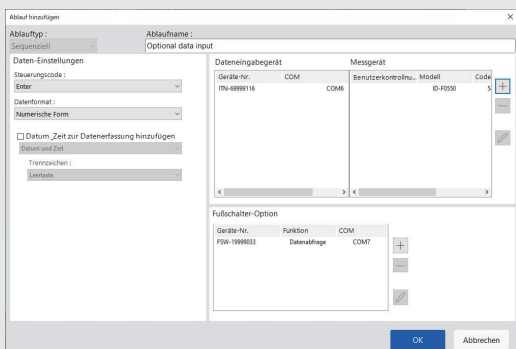 Ablauf hinzufügen
Ablauftyp :
Ablaufname :
Sequenziell
Optional data input
Daten-Einstellungen
Steuerungscode :
Enter
Datenformat :
Numerische Form
Datum ,Zeit zur Datenerfassung hinzufügen
Datum und Zeit
Trennzeichen :
Leertaste
Dateneingabegerät
Messgerät
Geräte-Nr. COM
Benutzerkontrollnu... Modell Code
ITN-69999116 COM6
ID-F0550 S
Fußschalter-Option
Geräte-Nr. Funktion COM
FSW-19999033 Datenabfrage COM7
OK Abbrechen